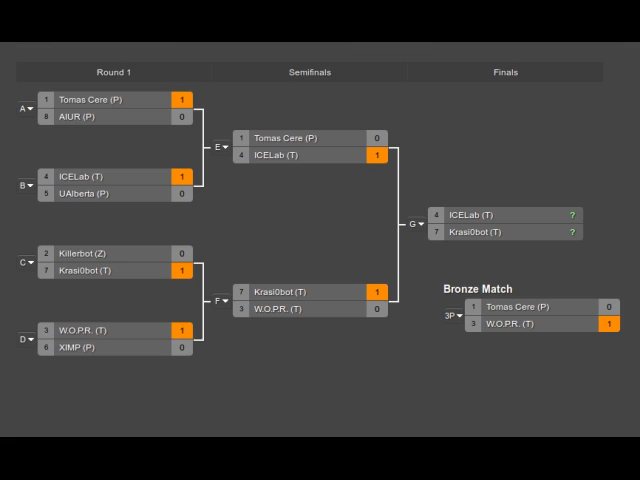 Round 1
Semifinals
Finals
A
1 Tomas Cere (P) 1
8 AIUR (P) 0
B
4 ICELab (T) 1
5 UAlberta (P) 0
C
2 Killerbot (Z) 0
7 Krasi0bot (T) 1
D
3 W.O.P.R. (T) 1
6 XIMP (P) 0
E
1 Tomas Cere (P) 0
4 ICELab (T) 1
F
7 Krasi0bot (T) 1
3 W.O.P.R. (T) 0
G
4 ICELab (T) ?
7 Krasi0bot (T) ?
Bronze Match
3P
1 Tomas Cere (P) 0
3 W.O.P.R. (T) 1